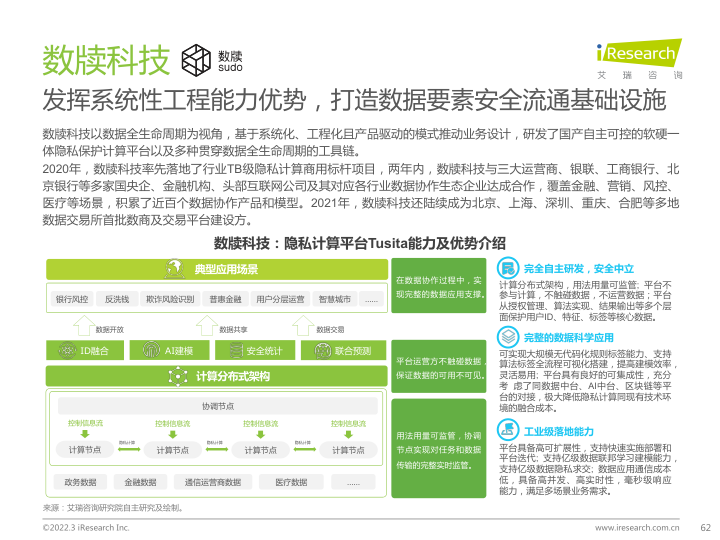 数牍科技
数牍
sudo
iResearch
艾 瑞 咨 询
发挥系统性工程能力优势，打造数据要素安全流通基础设施
数牍科技以数据全生命周期为视角，基于系统化、工程化且产品驱动的模式推动业务设计，研发了国产自主可控的软硬一
体隐私保护计算平台以及多种贯穿数据全生命周期的工具链。
2020年，数牍科技率先落地了行业TB级隐私计算商用标杆项目，两年内，数牍科技与三大运营商、银联、工商银行、北
京银行等多家国央企、金融机构、头部互联网公司及其对应各行业数据协作生态企业达成合作，覆盖金融、营销、风控、
医疗等场景，积累了近百个数据协作产品和模型。2021年，数牍科技还陆续成为北京、上海、深圳、重庆、合肥等多地
数据交易所首批数商及交易平台建设方。
数牍科技：隐私计算平台Tusita能力及优势介绍
典型应用场景
银行风控
反洗钱
欺诈风险识别
普惠金融
用户分层运营
智慧城市
......
数据开放
数据共享
数据交易
ID融合
AI建模
安全统计
联合预测
计算分布式架构
协调节点
控制信息流
控制信息流
控制信息流
控制信息流
计算节点
隐私计算
计算节点
隐私计算
计算节点
隐私计算
计算节点
政务数据
金融数据
通信运营商数据
医疗数据
......
在数据协作过程中，实
现完整的数据应用支撑。
平台运营方不触碰数据，
保证数据的可用不可见。
用法用量可监管，协调
节点实现对任务和数据
传输的完整实时监管。
完全自主研发，安全中立
计算分布式架构，用法用量可监管; 平台不
参与计算，不触碰数据，不运营数据；平台
从授权管理、算法实现、结果输出等多个层
面保护用户ID、特征、标签等核心数据。
完整的数据科学应用
可实现大规模无代码化规则标签能力、支持
算法标签全流程可视化搭建，提高建模效率，
灵活易用; 平台具有良好的可集成性，充分
考 虑了同数据中台、AI中台、区块链等平
台的对接，极大降低隐私计算同现有技术环
境的融合成本。
工业级落地能力
平台具备高可扩展性，支持快速实施部署和
平台迭代; 支持亿级数据联邦学习建模能力，
支持亿级数据隐私求交; 数据应用通信成本
低，具备高并发、高实时性，毫秒级响应
能力，满足多场景业务需求。
来源：艾瑞咨询研究院自主研究及绘制。
©2022.3 iResearch Inc.
www.iresearch.com.cn
62